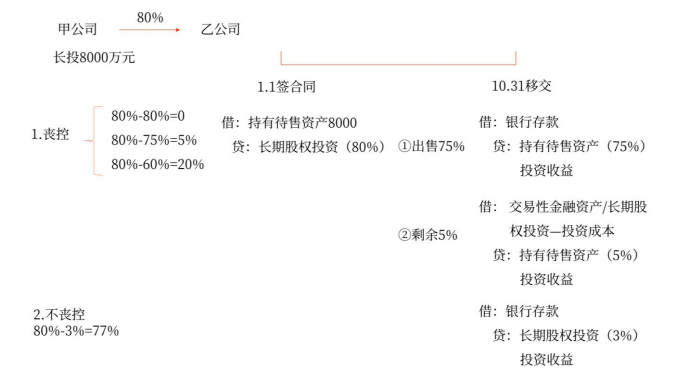 80%
甲公司 乙公司
长投8000万元
1.1签合同 10.31移交
1.丧控
80%-80%=0
80%-75%=5%
80%-60%=20%
借：持有待售资产8000
贷：长期股权投资（80%）
①出售75%
借：银行存款
贷：持有待售资产（75%）
投资收益
②剩余5%
借： 交易性金融资产/长期股
权投资—投资成本
贷：持有待售资产（5%）
投资收益
2.不丧控
80%-3%=77%
借：银行存款
贷：长期股权投资（3%）
投资收益